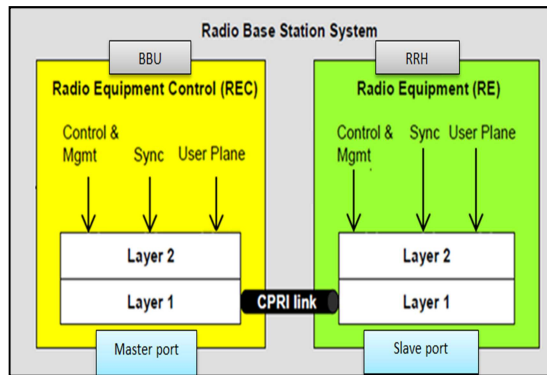 Radio Base Station System
BBU
Radio Equipment Control (REC)
Control &
Mgmt
Sync
User Plane
Layer 2
Layer 1
Master port
CPRI link
RRH
Radio Equipment (RE)
Control &
Mgmt
Sync
User Plane
Layer 2
Layer 1
Slave port